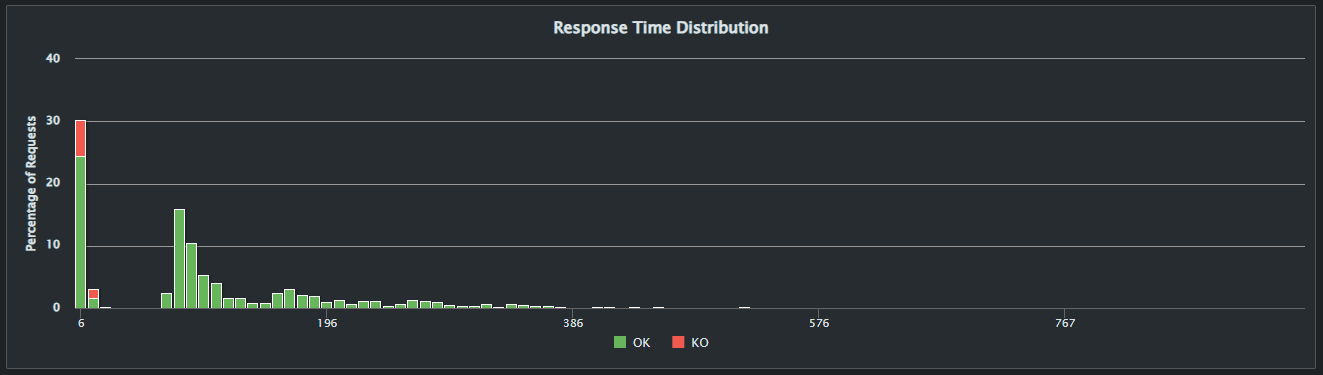 Response Time Distribution
Percentage of Requests
40
30
20
10
0
6 196 386 576 767
OK KO